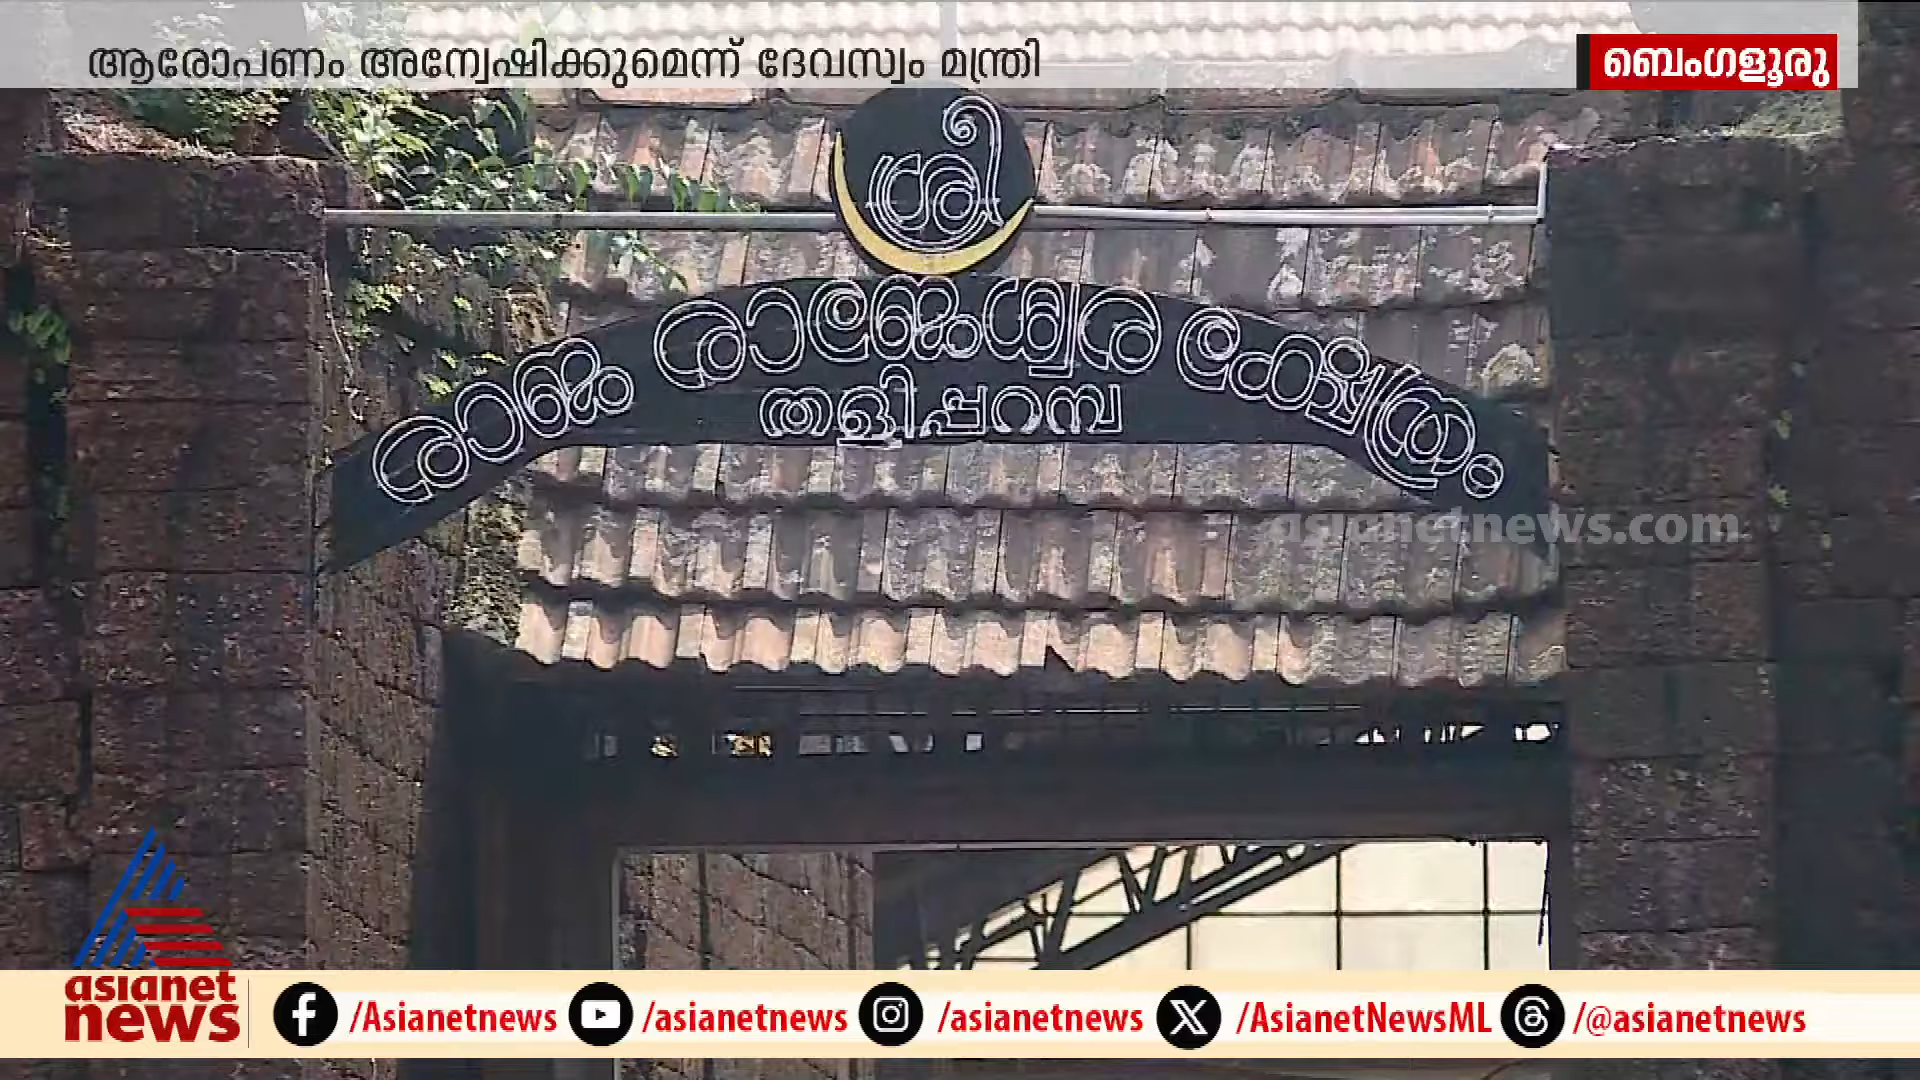 ആരോപണം അന്വേഷിക്കുമെന്ന് ദേവസ്വം മന്ത്രി
ബെംഗളൂരു
ശ്രീ
രാജ രാജേശ്വര ക്ഷേത്രം
തളിപ്പറമ്പ
asianetnews.com
asianet
news
/Asianetnews
/asianetnews
/asianetnews
/AsianetNewsML
/@asianetnews